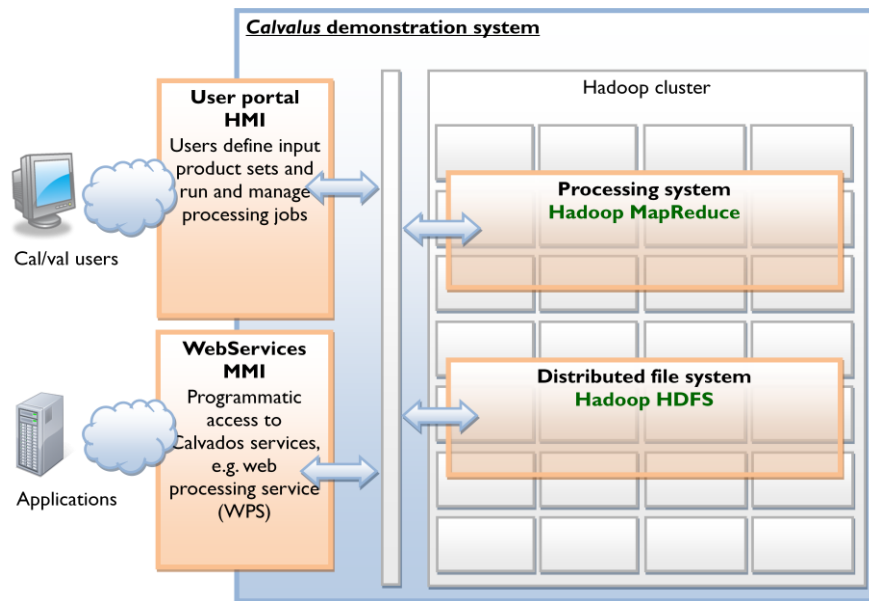 Calvalus demonstration system
User portal
HMI
Users define input
product sets and
run and manage
processing jobs
Cal/val users
WebServices
MMI
Programmatic
access to
Calvados services,
e.g. web
processing service
(WPS)
Applications
Hadoop cluster
Processing system
Hadoop MapReduce
Distributed file system
Hadoop HDFS